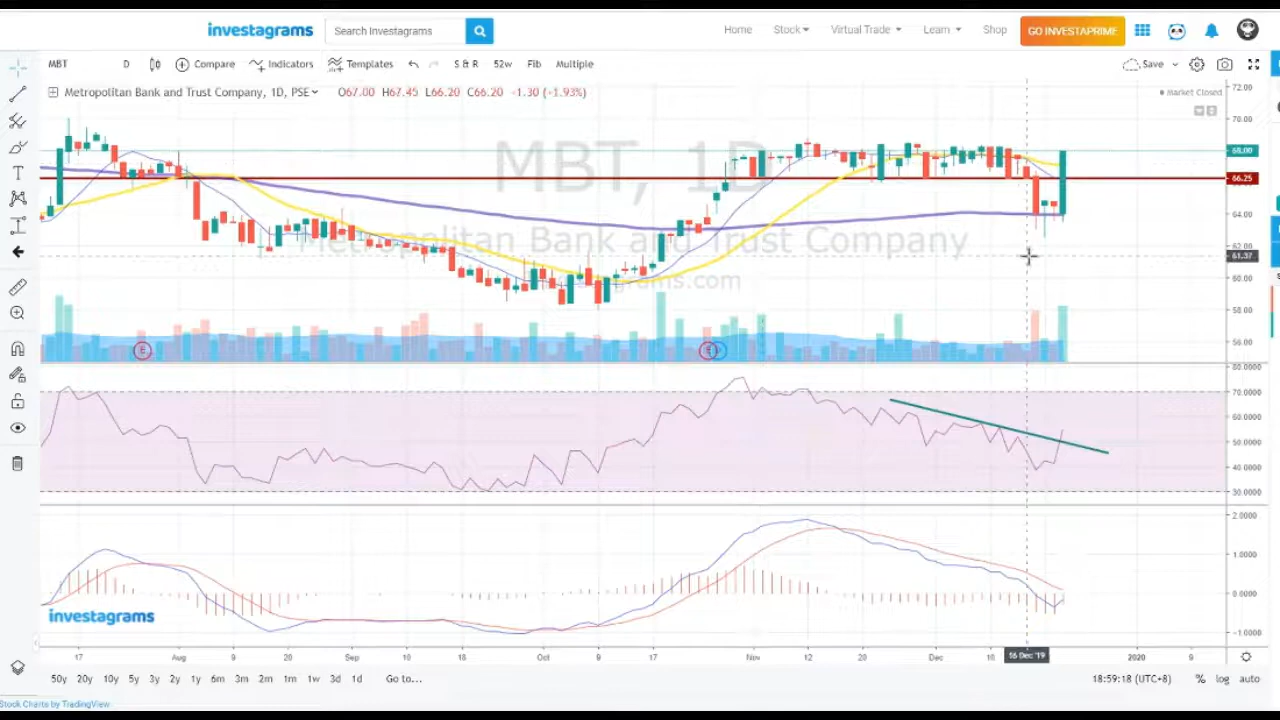 investagrams Search Investagrams Home Stock Virtual Trade Learn Shop GO INVESTAPRIME
MBT D Compare Indicators Templates S & R 52w Fib Multiple Save
Metropolitan Bank and Trust Company, 1D, PSE O67.00 H67.45 L66.20 C66.20 -1.30 (-1.93%) Market Closed
72.00
70.00
68.00
66.25
64.00
62.00
61.37
60.00
58.00
56.00
MBT, 1D
Metropolitan Bank and Trust Company
agrams.com
E E
80.0000
70.0000
60.0000
50.0000
40.0000
30.0000
2.0000
1.0000
0.0000
-1.0000
investagrams
17 Aug 9 20 Sep 10 18 Oct 9 17 Nov 12 20 Dec 10 16 Dec '19 2020 9
50y 20y 10y 5y 3y 2y 1y 6m 3m 2m 1m 1w 3d 1d Go to... 18:59:18 (UTC+8) % log auto
Stock Charts by TradingView